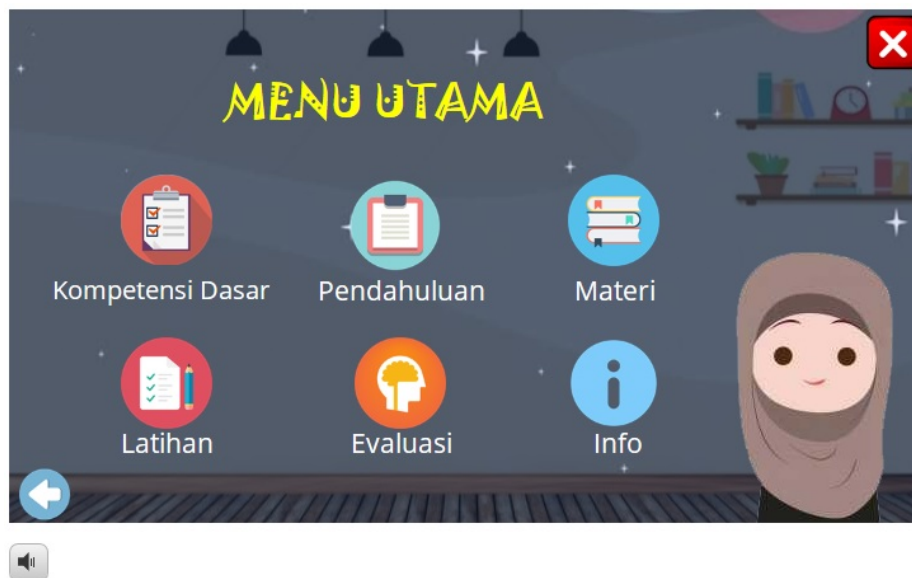 MENU UTAMA
Kompetensi Dasar
Pendahuluan
Materi
Latihan
Evaluasi
Info